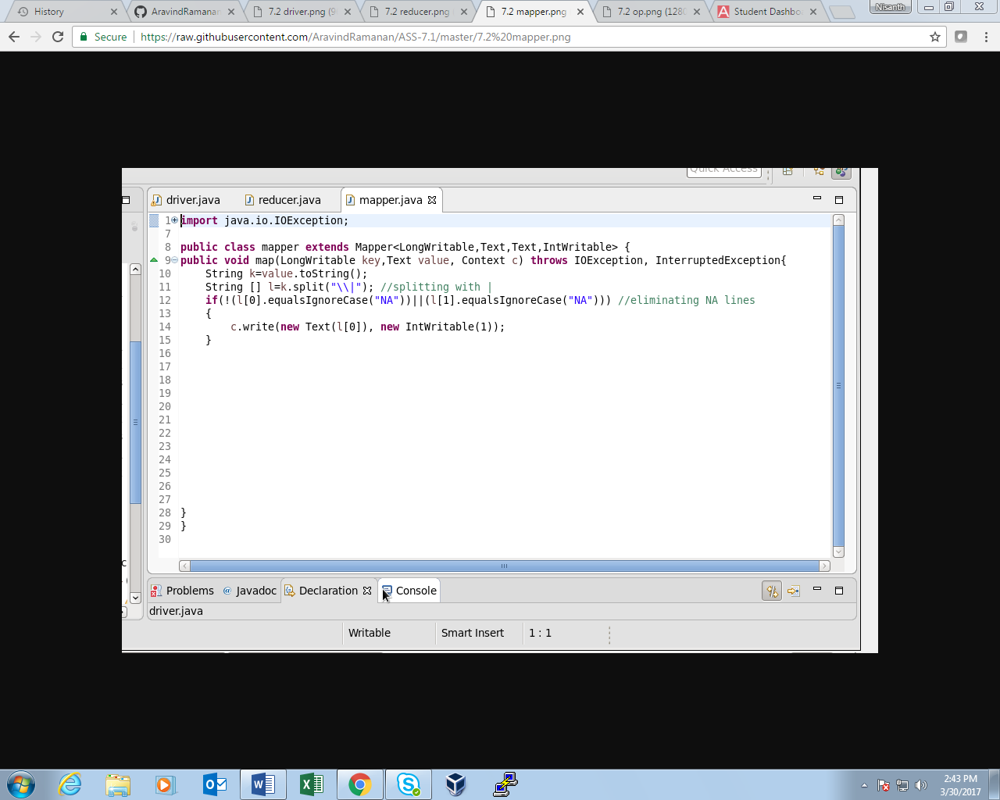 History
AravindRamanan
7.2 driver.png (9
7.2 reducer.png
7.2 mapper.png
7.2 op.png (1280
Student Dashbo
Nisanth
Secure
https://raw.githubusercontent.com/AravindRamanan/ASS-7.1/master/7.2%20mapper.png
Quick Access
driver.java
reducer.java
mapper.java
1 import java.io.IOException;
7
8 public class mapper extends Mapper<LongWritable,Text,Text,IntWritable> {
9 public void map(LongWritable key,Text value, Context c) throws IOException, InterruptedException{
10 String k=value.toString();
11 String [] l=k.split("\\|"); //splitting with |
12 if(!(l[0].equalsIgnoreCase("NA"))||(l[1].equalsIgnoreCase("NA"))) //eliminating NA lines
13 {
14 c.write(new Text(l[0]), new IntWritable(1));
15 }
16
17
18
19
20
21
22
23
24
25
26
27
28 }
29 }
30
Problems
Javadoc
Declaration
Console
driver.java
Writable
Smart Insert
1 : 1
2:43 PM
3/30/2017